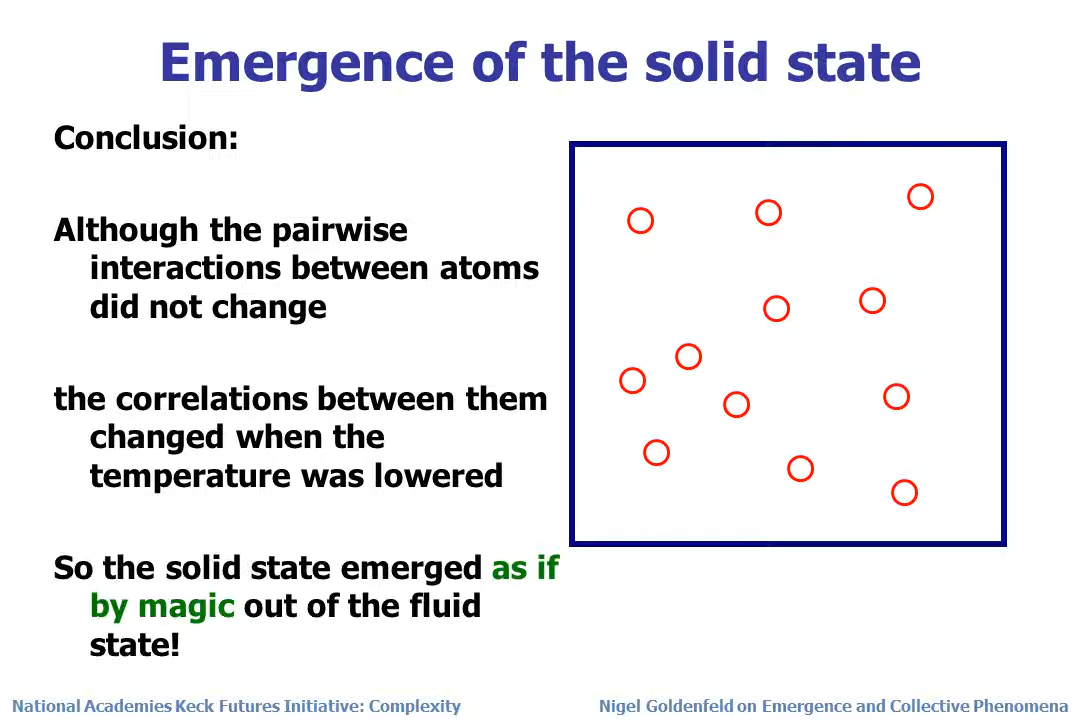 Emergence of the solid state
Conclusion:
Although the pairwise
interactions between atoms
did not change
the correlations between them
changed when the
temperature was lowered
So the solid state emerged as if
by magic out of the fluid
state!
National Academies Keck Futures Initiative: Complexity
Nigel Goldenfeld on Emergence and Collective Phenomena